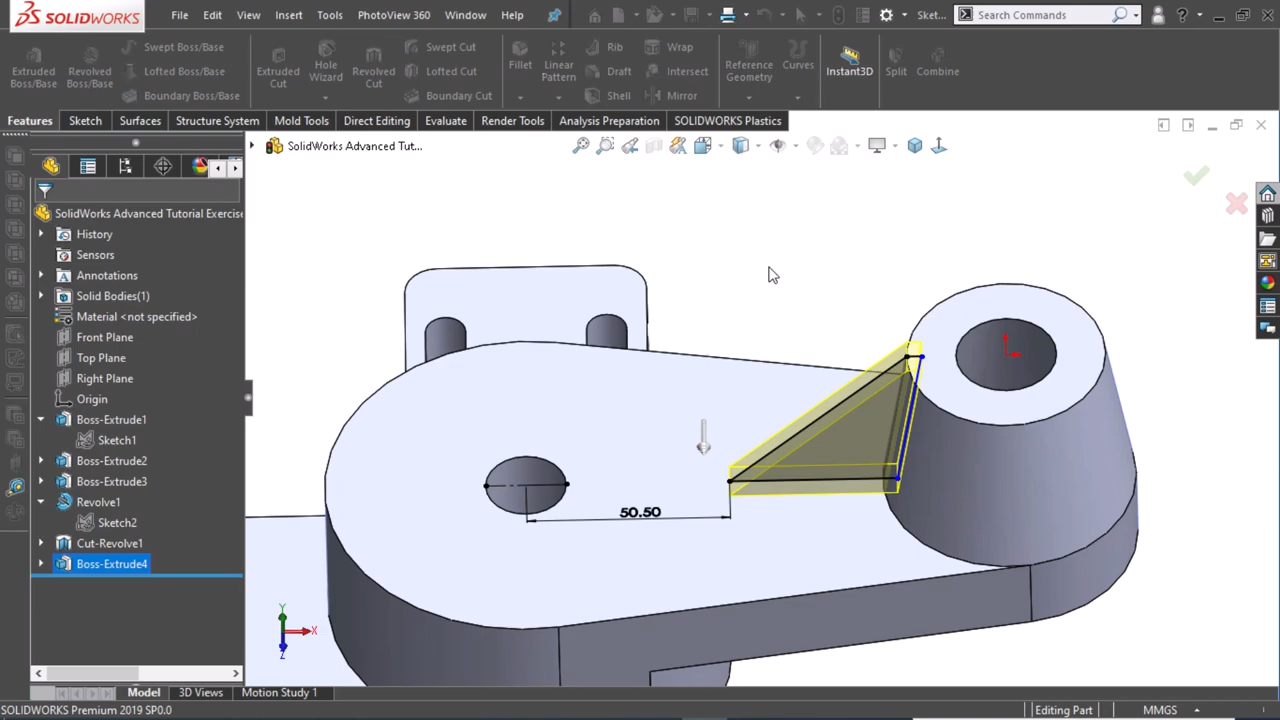 SOLIDWORKS File Edit View Insert Tools PhotoView 360 Window Help Sket... Search Commands ?
Extruded Boss/Base
Revolved Boss/Base
Swept Boss/Base
Lofted Boss/Base
Boundary Boss/Base
Extruded Cut
Hole Wizard
Revolved Cut
Swept Cut
Lofted Cut
Boundary Cut
Fillet
Linear Pattern
Rib
Draft
Shell
Wrap
Intersect
Mirror
Reference Geometry
Curves
Instant3D
Split
Combine
Features Sketch Surfaces Structure System Mold Tools Direct Editing Evaluate Render Tools Analysis Preparation SOLIDWORKS Plastics
SolidWorks Advanced Tut...
SolidWorks Advanced Tutorial Exercise
History
Sensors
Annotations
Solid Bodies(1)
Material <not specified>
Front Plane
Top Plane
Right Plane
Origin
Boss-Extrude1
Sketch1
Boss-Extrude2
Boss-Extrude3
Revolve1
Sketch2
Cut-Revolve1
Boss-Extrude4
50.50
Y
X
Z
Model 3D Views Motion Study 1
SOLIDWORKS Premium 2019 SP0.0 Editing Part MMGS